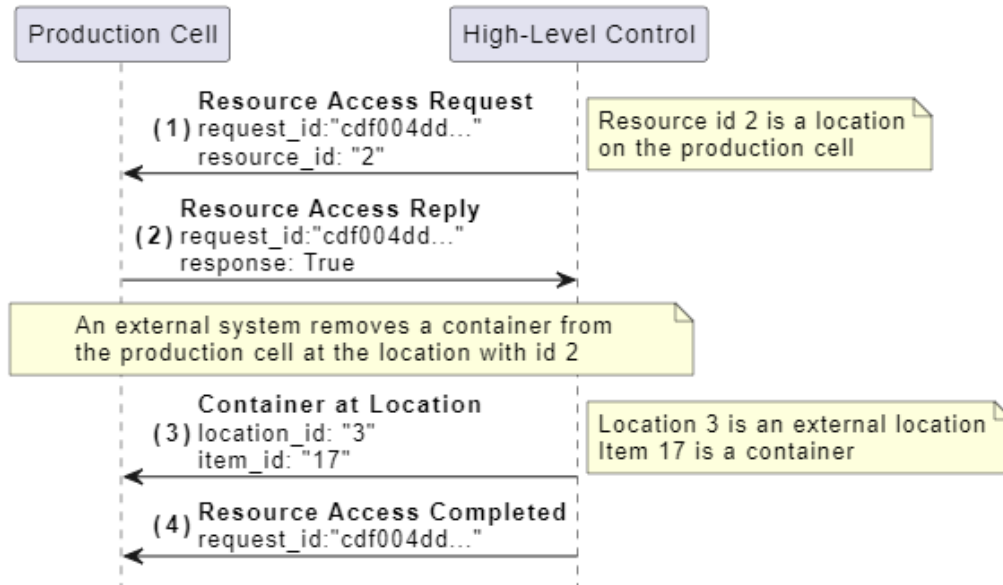 Production Cell
High-Level Control
Resource Access Request
(1) request_id:"cdf004dd..."
resource_id: "2"
Resource id 2 is a location
on the production cell
Resource Access Reply
(2) request_id:"cdf004dd..."
response: True
An external system removes a container from
the production cell at the location with id 2
Container at Location
(3) location_id: "3"
item_id: "17"
Location 3 is an external location
Item 17 is a container
(4) Resource Access Completed
request_id:"cdf004dd..."